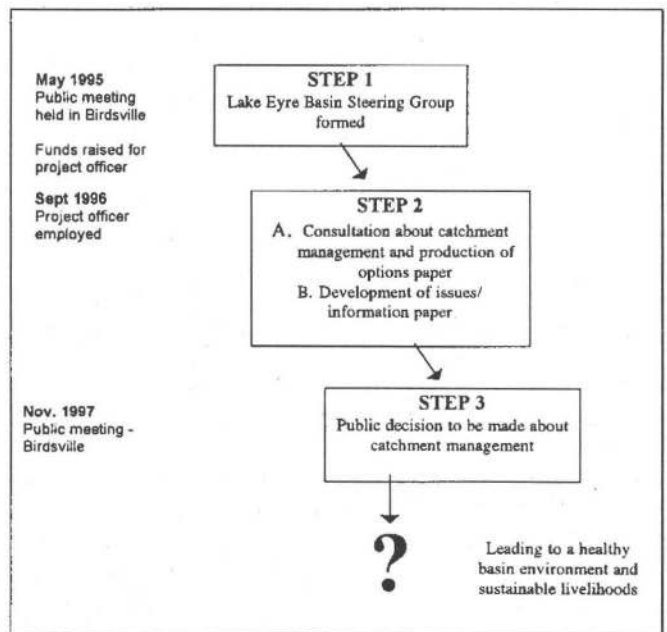 May 1995
Public meeting
held in Birdsville
Funds raised for
project officer
Sept 1996
Project officer
employed
STEP 1
Lake Eyre Basin Steering Group
formed
STEP 2
A. Consultation about catchment
management and production of
options paper
B. Development of issues/
information paper
Nov. 1997
Public meeting -
Birdsville
STEP 3
Public decision to be made about
catchment management
?
Leading to a healthy
basin environment and
sustainable livelihoods